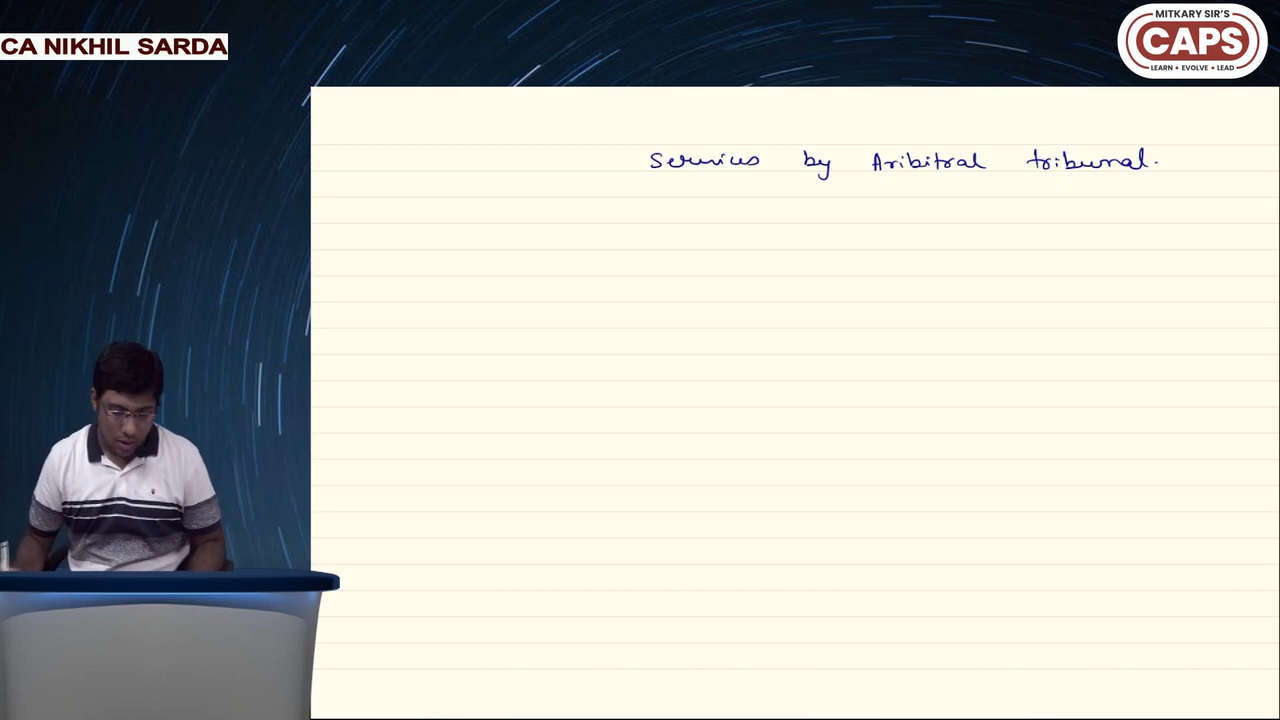 CA NIKHIL SARDA
MITKARY SIR'S
CAPS
LEARN • EVOLVE • LEAD
Services by Aribitral tribunal.